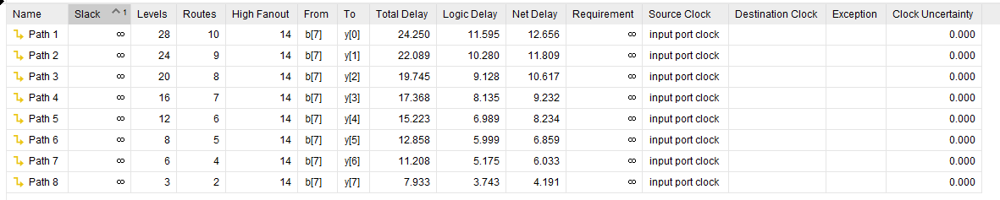 Name Slack ^1 Levels Routes High Fanout From To Total Delay Logic Delay Net Delay Requirement Source Clock Destination Clock Exception Clock Uncertainty
Path 1 ∞ 28 10 14 b[7] y[0] 24.250 11.595 12.656 ∞ input port clock 0.000
Path 2 ∞ 24 9 14 b[7] y[1] 22.089 10.280 11.809 ∞ input port clock 0.000
Path 3 ∞ 20 8 14 b[7] y[2] 19.745 9.128 10.617 ∞ input port clock 0.000
Path 4 ∞ 16 7 14 b[7] y[3] 17.368 8.135 9.232 ∞ input port clock 0.000
Path 5 ∞ 12 6 14 b[7] y[4] 15.223 6.989 8.234 ∞ input port clock 0.000
Path 6 ∞ 8 5 14 b[7] y[5] 12.858 5.999 6.859 ∞ input port clock 0.000
Path 7 ∞ 6 4 14 b[7] y[6] 11.208 5.175 6.033 ∞ input port clock 0.000
Path 8 ∞ 3 2 14 b[7] y[7] 7.933 3.743 4.191 ∞ input port clock 0.000